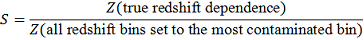 S = Z(true redshift dependence) / Z(all redshift bins set to the most contaminated bin)